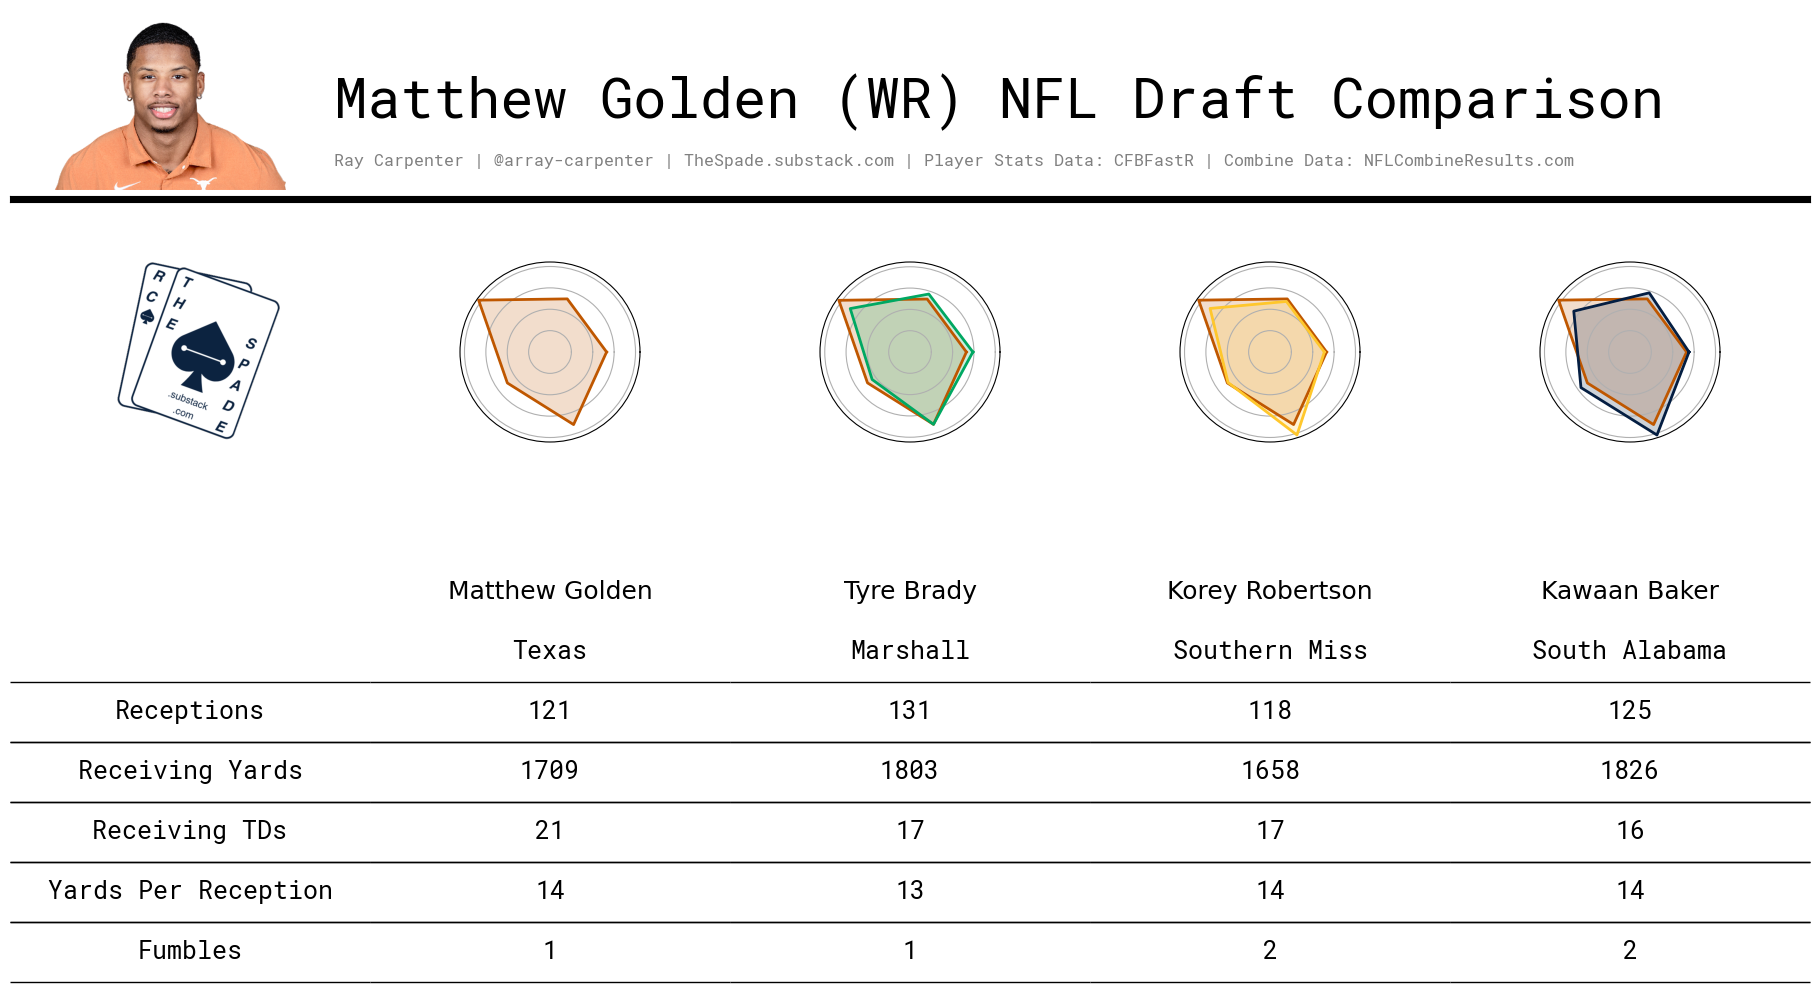 Matthew Golden (WR) NFL Draft Comparison
Ray Carpenter | @array-carpenter | TheSpade.substack.com | Player Stats Data: CFBFastR | Combine Data: NFLCombineResults.com
RC
THE
SPADE
.substack
.com
Matthew Golden Tyre Brady Korey Robertson Kawaan Baker
Texas Marshall Southern Miss South Alabama
Receptions 121 131 118 125
Receiving Yards 1709 1803 1658 1826
Receiving TDs 21 17 17 16
Yards Per Reception 14 13 14 14
Fumbles 1 1 2 2